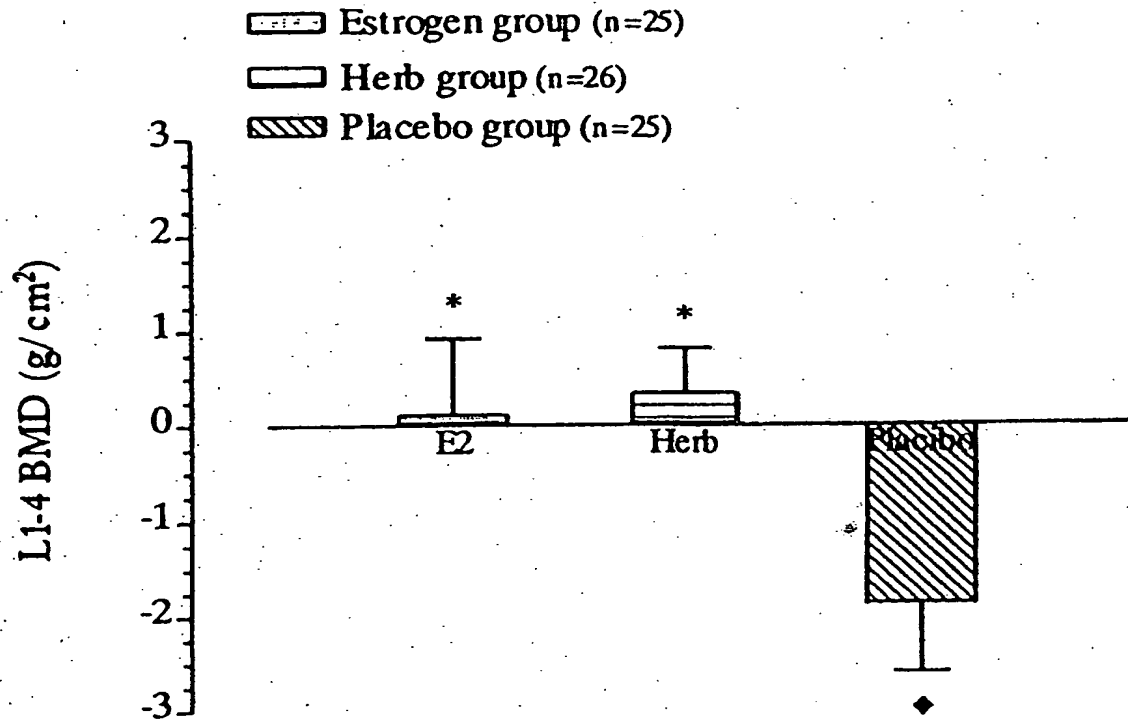 Estrogen group (n=25)
Herb group (n=26)
Placebo group (n=25)
3
2
1
0
-1
-2
-3
L1-4 BMD (g/cm²)
*
*
E2
Herb
Placibo
◆